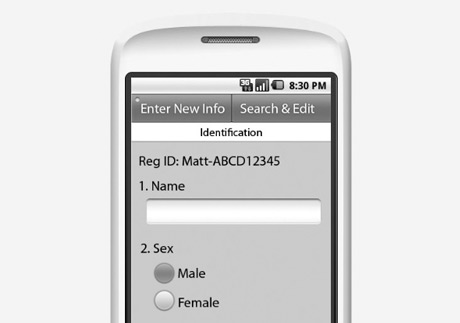 3G
8:30 PM
*Enter New Info
Search & Edit
Identification
Reg ID: Matt-ABCD12345
1. Name
2. Sex
Male
Female